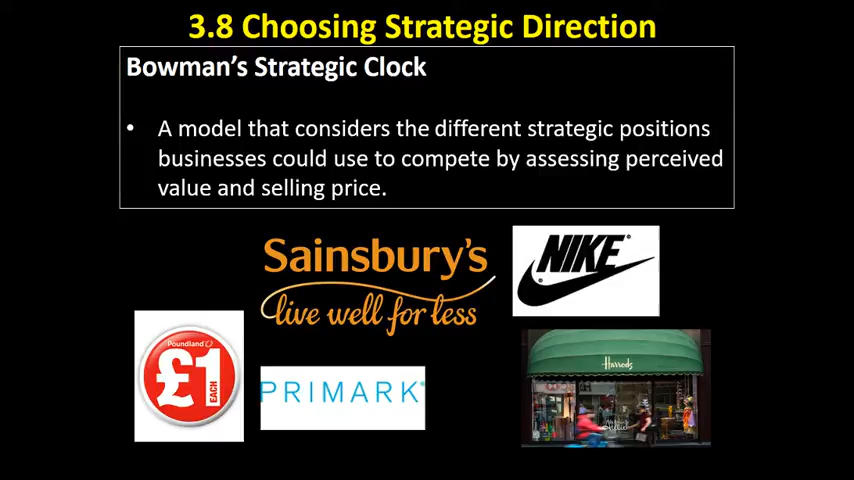 3.8 Choosing Strategic Direction
Bowman's Strategic Clock
• A model that considers the different strategic positions
businesses could use to compete by assessing perceived
value and selling price.
Sainsbury's
live well for less
NIKE
Poundland
£1
EACH
PRIMARK
Harrods